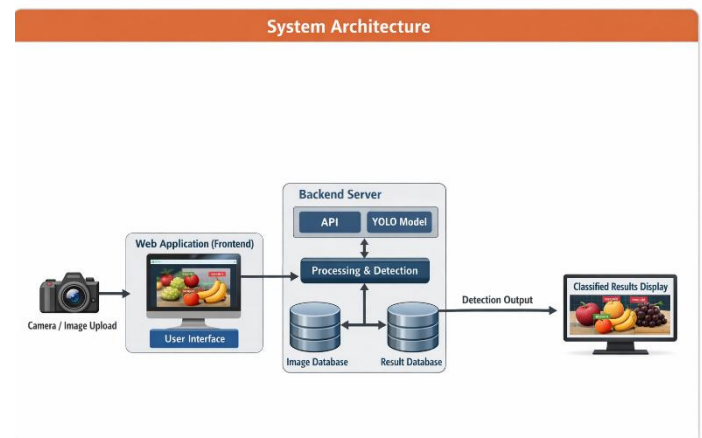 System Architecture
Backend Server
API
YOLO Model
Web Application (Frontend)
Processing & Detection
User Interface
Camera / Image Upload
Image Database
Result Database
Detection Output
Classified Results Display